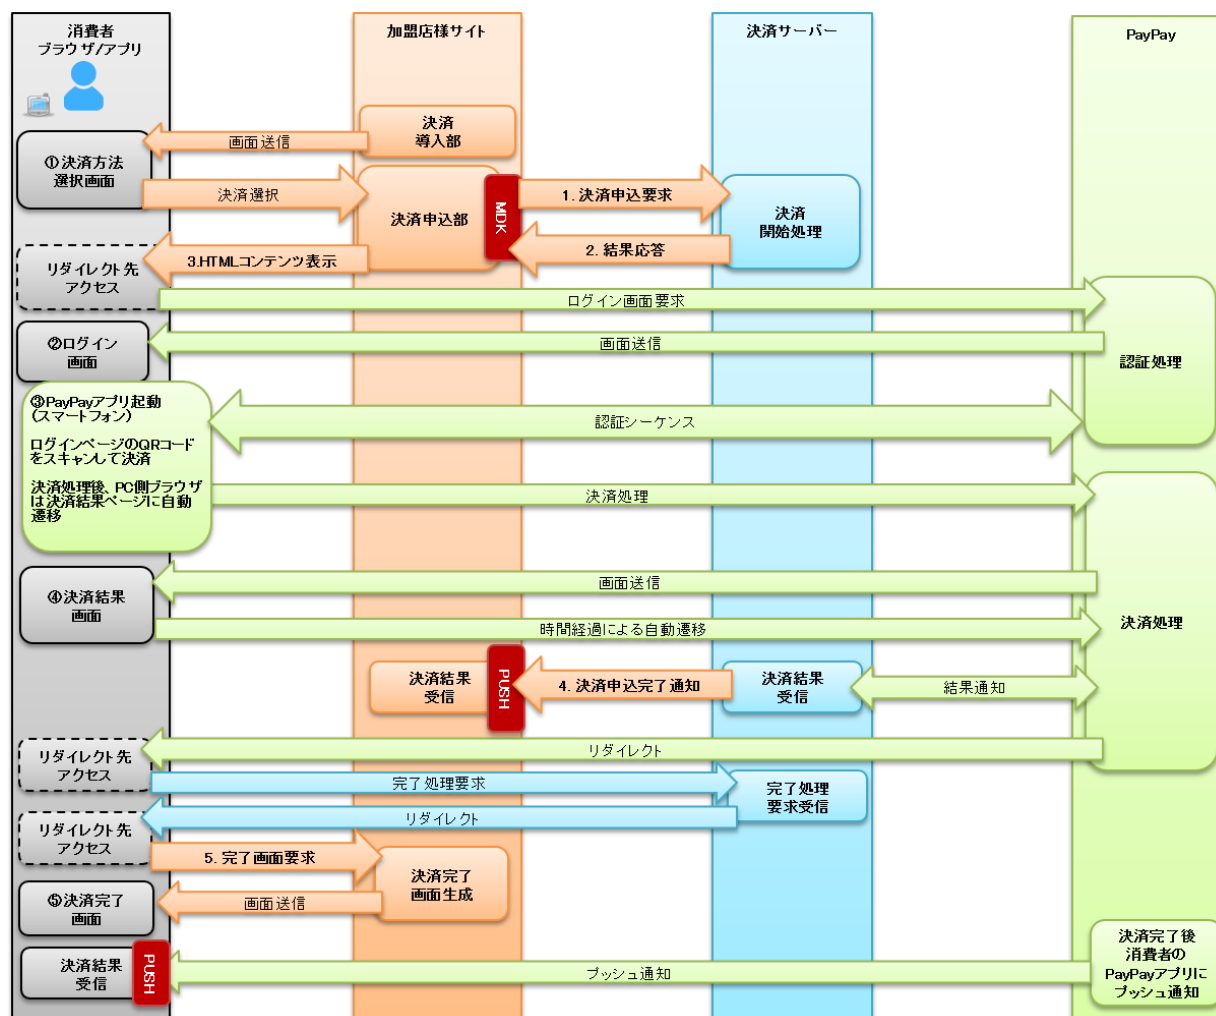 消費者
ブラウザ/アプリ
加盟店様サイト
決済サーバー
PayPay
決済
導入部
画面送信
①決済方法
選択画面
決済選択
決済申込部
MDK
1. 決済申込要求
決済
開始処理
2. 結果応答
3.HTMLコンテンツ表示
リダイレクト先
アクセス
ログイン画面要求
②ログイン
画面
画面送信
認証処理
③PayPayアプリ起動
(スマートフォン)
ログインページのQRコード
をスキャンして決済
決済処理後、PC側ブラウザ
は決済結果ページに自動
遷移
認証シーケンス
決済処理
画面送信
④決済結果
画面
時間経過による自動遷移
決済処理
決済結果
受信
PUSH
4. 決済申込完了通知
決済結果
受信
結果通知
リダイレクト
リダイレクト先
アクセス
完了処理要求
完了処理
要求受信
リダイレクト
リダイレクト先
アクセス
5. 完了画面要求
決済完了
画面生成
⑤決済完了
画面
画面送信
決済結果
受信
PUSH
プッシュ通知
決済完了後
消費者の
PayPayアプリに
プッシュ通知